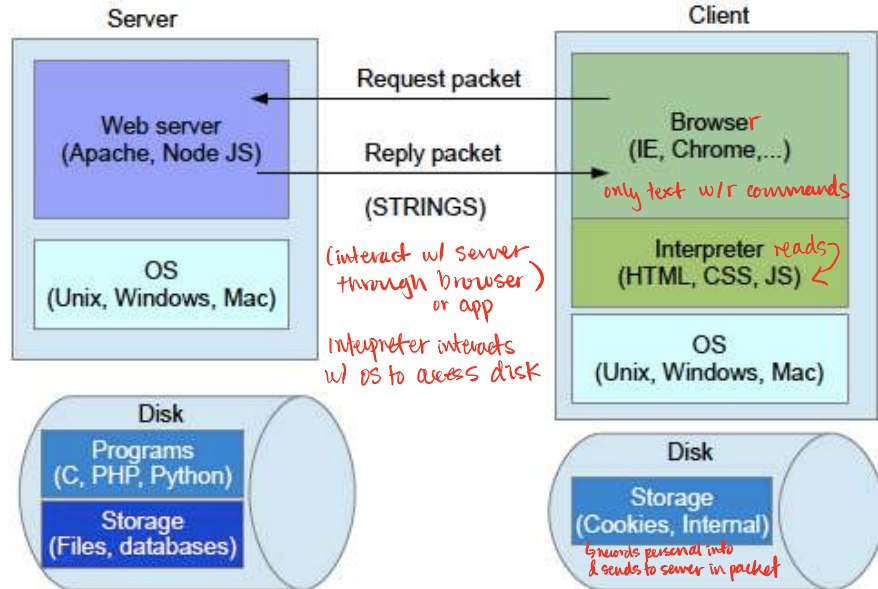 Server
Client
Request packet
Web server
(Apache, Node JS)
Browser
(IE, Chrome,...)
Reply packet
only text w/r commands
(STRINGS)
(interact w/ server
through browser)
or app
Interpreter reads
(HTML, CSS, JS)
OS
(Unix, Windows, Mac)
Interpreter interacts
w/ OS to access disk
OS
(Unix, Windows, Mac)
Disk
Programs
(C, PHP, Python)
Storage
(Files, databases)
Disk
Storage
(Cookies, Internal)
records personal info
& sends to server in packet